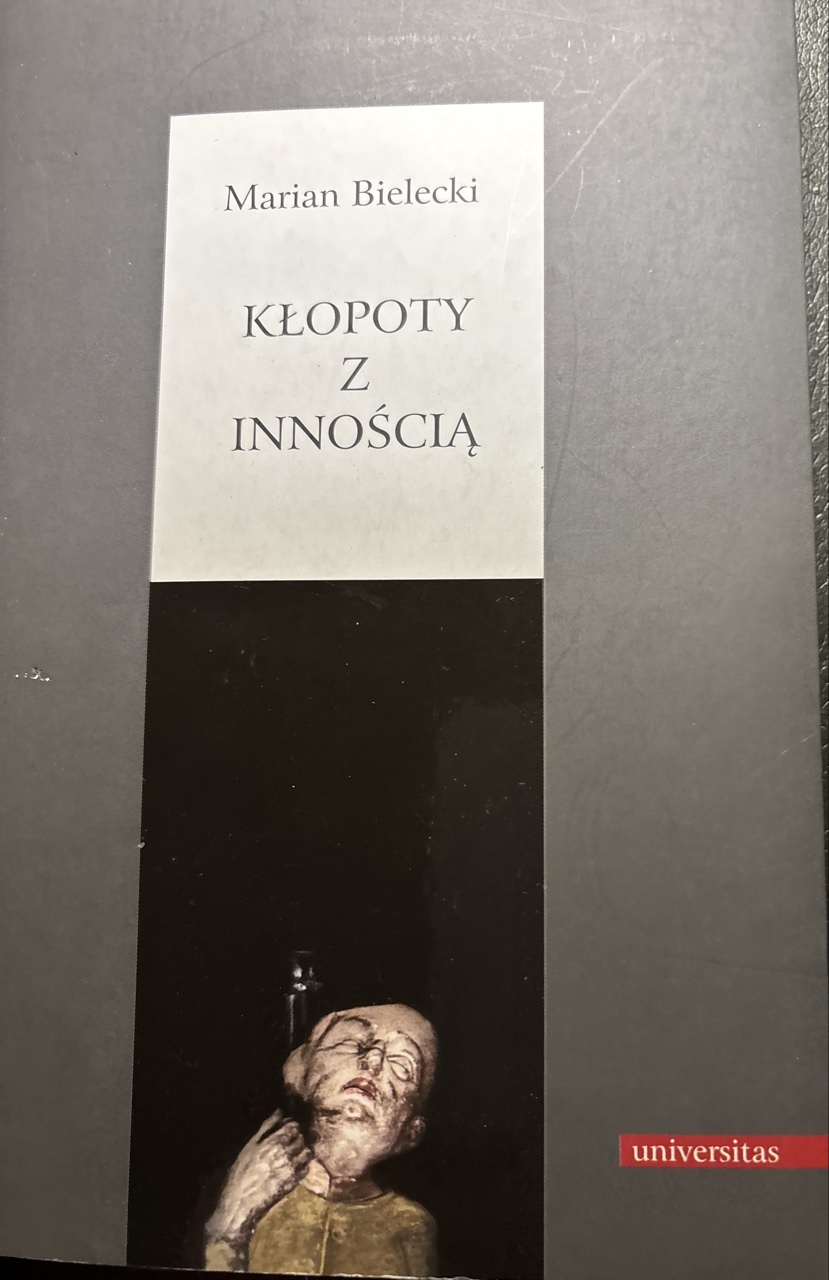 Marian Bielecki
KŁOPOTY
Z
INNOŚCIĄ
universitas